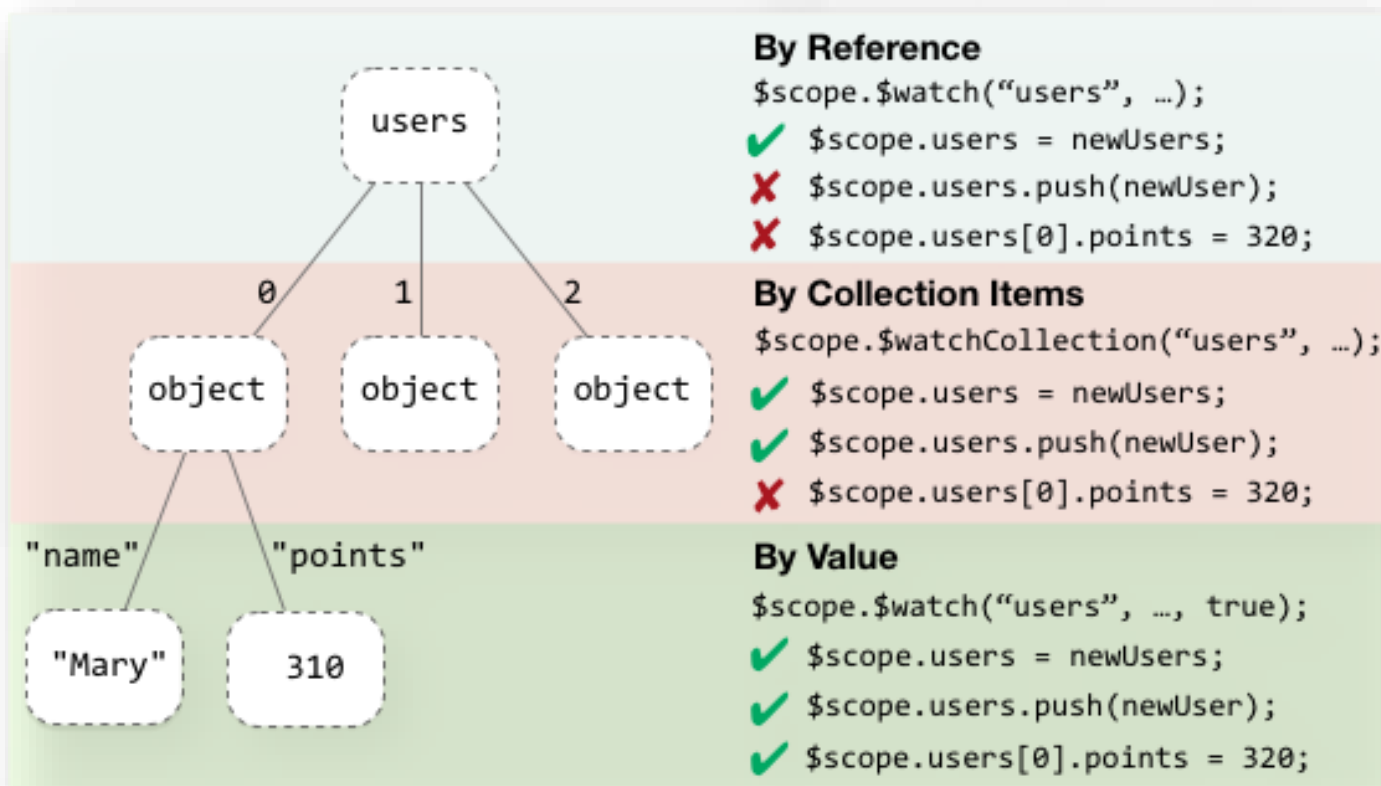 users
0
1
2
object
object
object
"name"
"points"
"Mary"
310
By Reference
$scope.$watch(“users”, …);
✔ $scope.users = newUsers;
✘ $scope.users.push(newUser);
✘ $scope.users[0].points = 320;
By Collection Items
$scope.$watchCollection(“users”, …);
✔ $scope.users = newUsers;
✔ $scope.users.push(newUser);
✘ $scope.users[0].points = 320;
By Value
$scope.$watch(“users”, …, true);
✔ $scope.users = newUsers;
✔ $scope.users.push(newUser);
✔ $scope.users[0].points = 320;